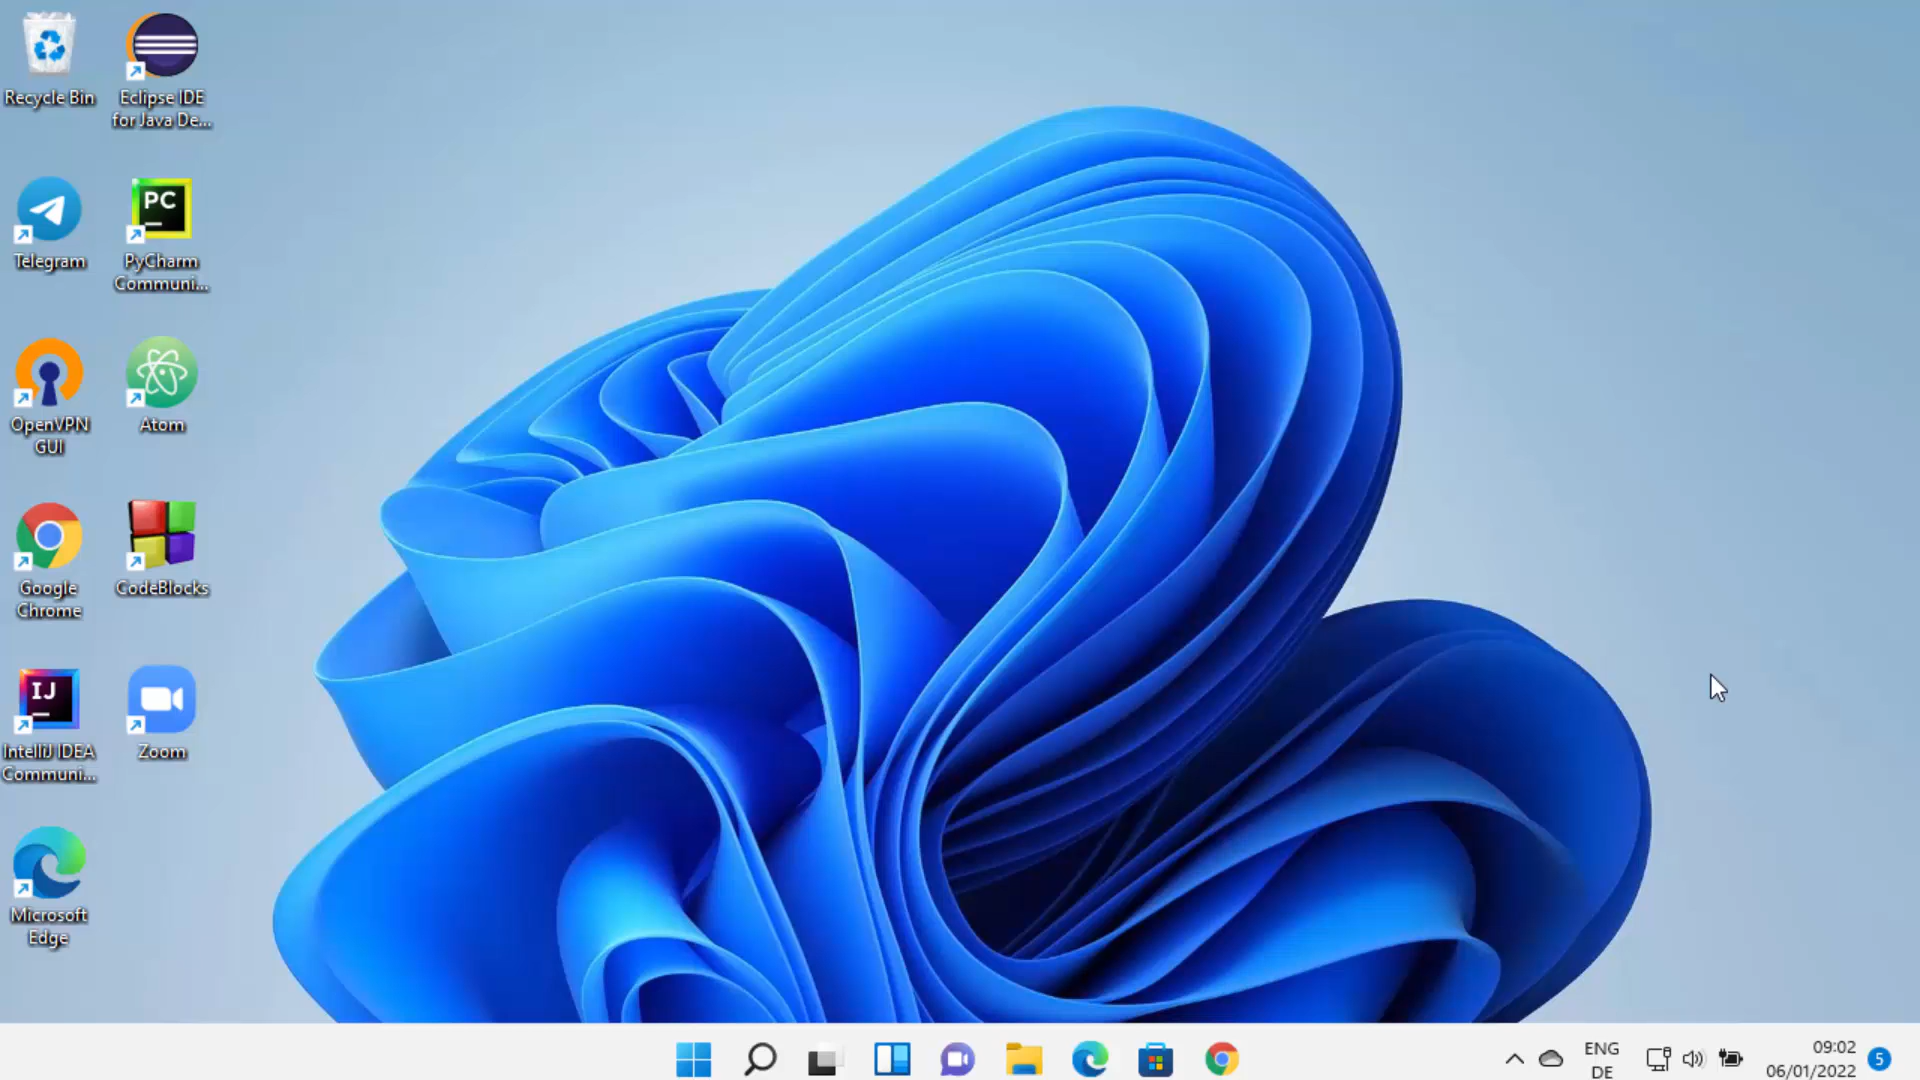 Recycle Bin
Eclipse IDE
for Java De...
Telegram
PC
PyCharm
Communi...
OpenVPN
GUI
Atom
Google
Chrome
CodeBlocks
IJ
IntelliJ IDEA
Communi...
Zoom
Microsoft
Edge
ENG
DE
09:02
06/01/2022
5